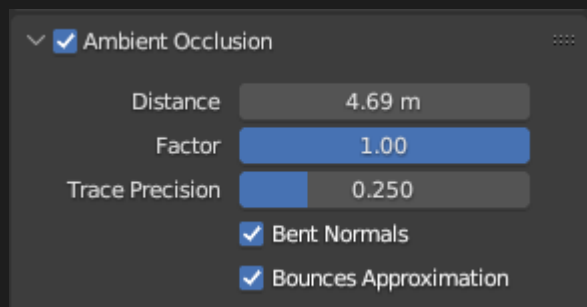 Ambient Occlusion
Distance 4.69 m
Factor 1.00
Trace Precision 0.250
Bent Normals
Bounces Approximation